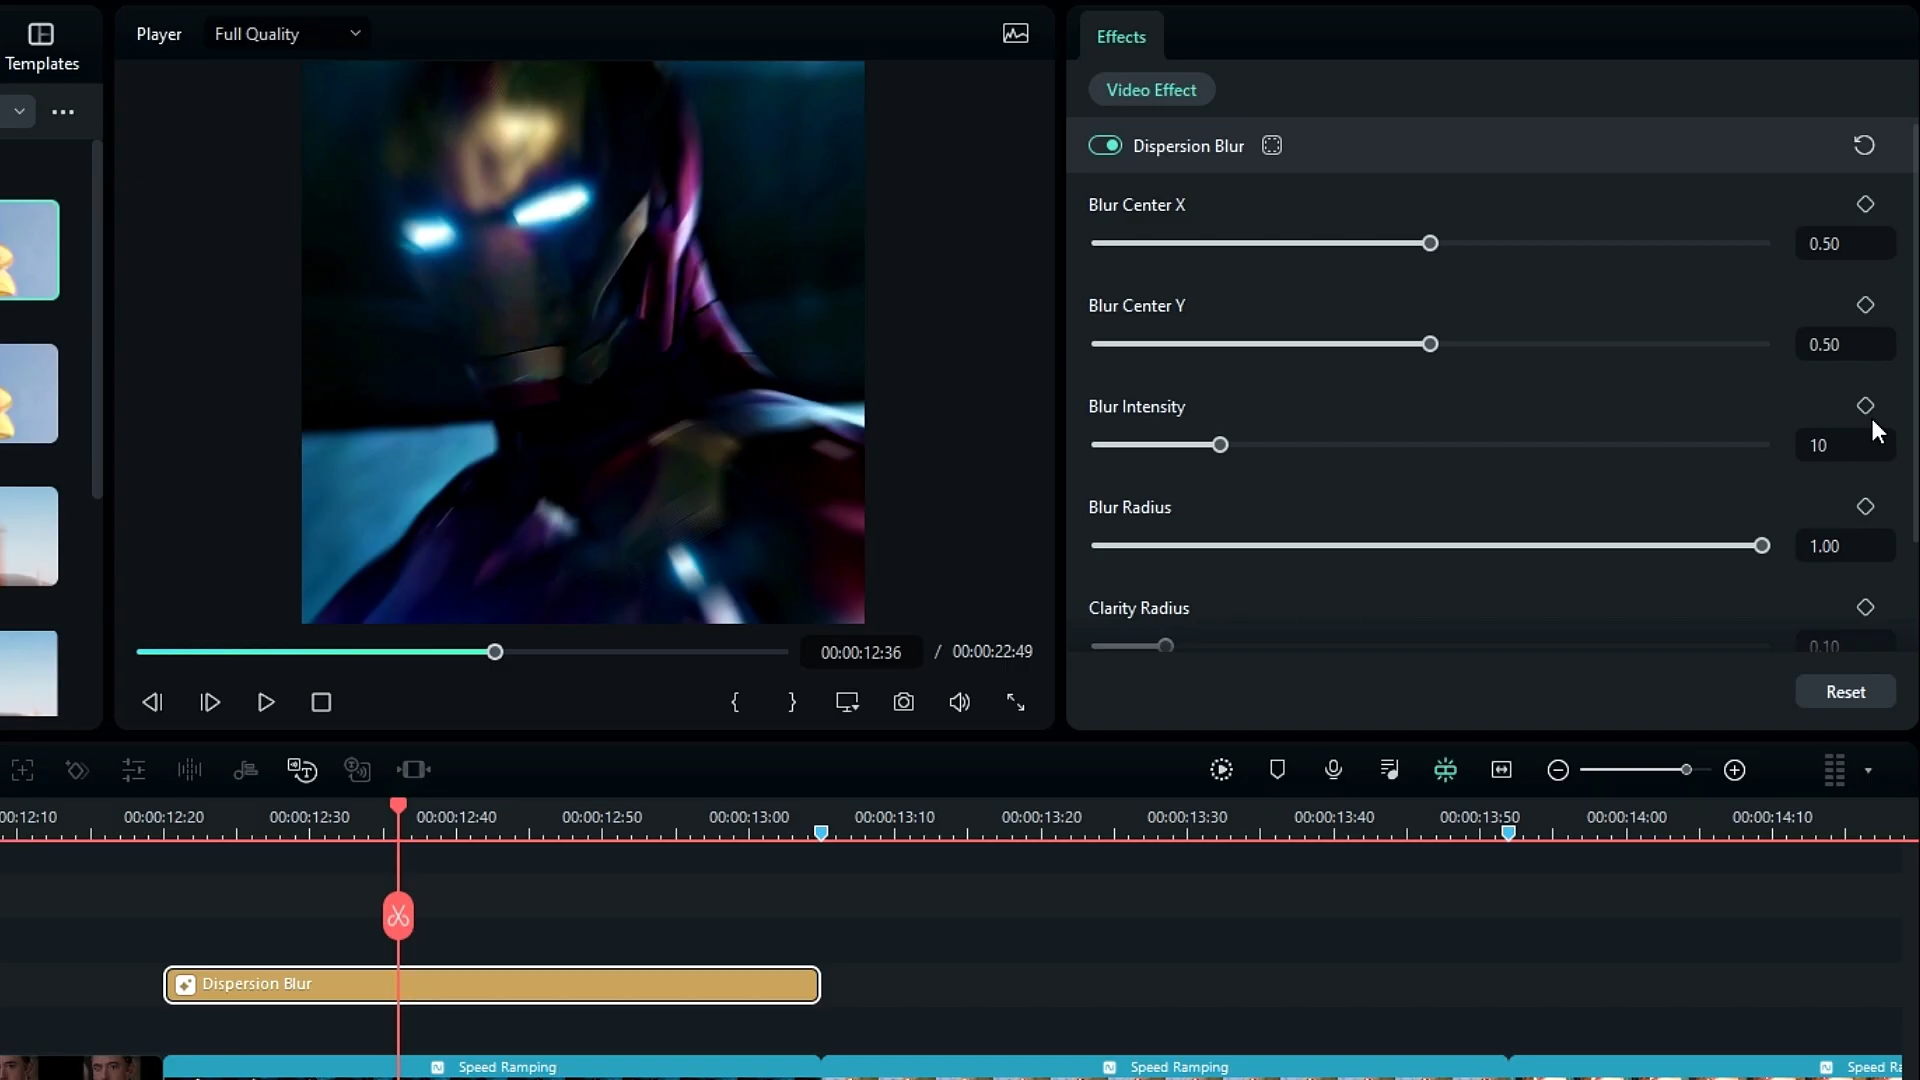 Templates
Player
Full Quality
Effects
Video Effect
Dispersion Blur
Blur Center X
0.50
Blur Center Y
0.50
Blur Intensity
10
Blur Radius
1.00
Clarity Radius
0.10
Reset
00:00:12:36 / 00:00:22:49
00:12:10 00:00:12:20 00:00:12:30 00:00:12:40 00:00:12:50 00:00:13:00 00:00:13:10 00:00:13:20 00:00:13:30 00:00:13:40 00:00:13:50 00:00:14:00 00:00:14:10
Dispersion Blur
Speed Ramping Speed Ramping Speed Ra